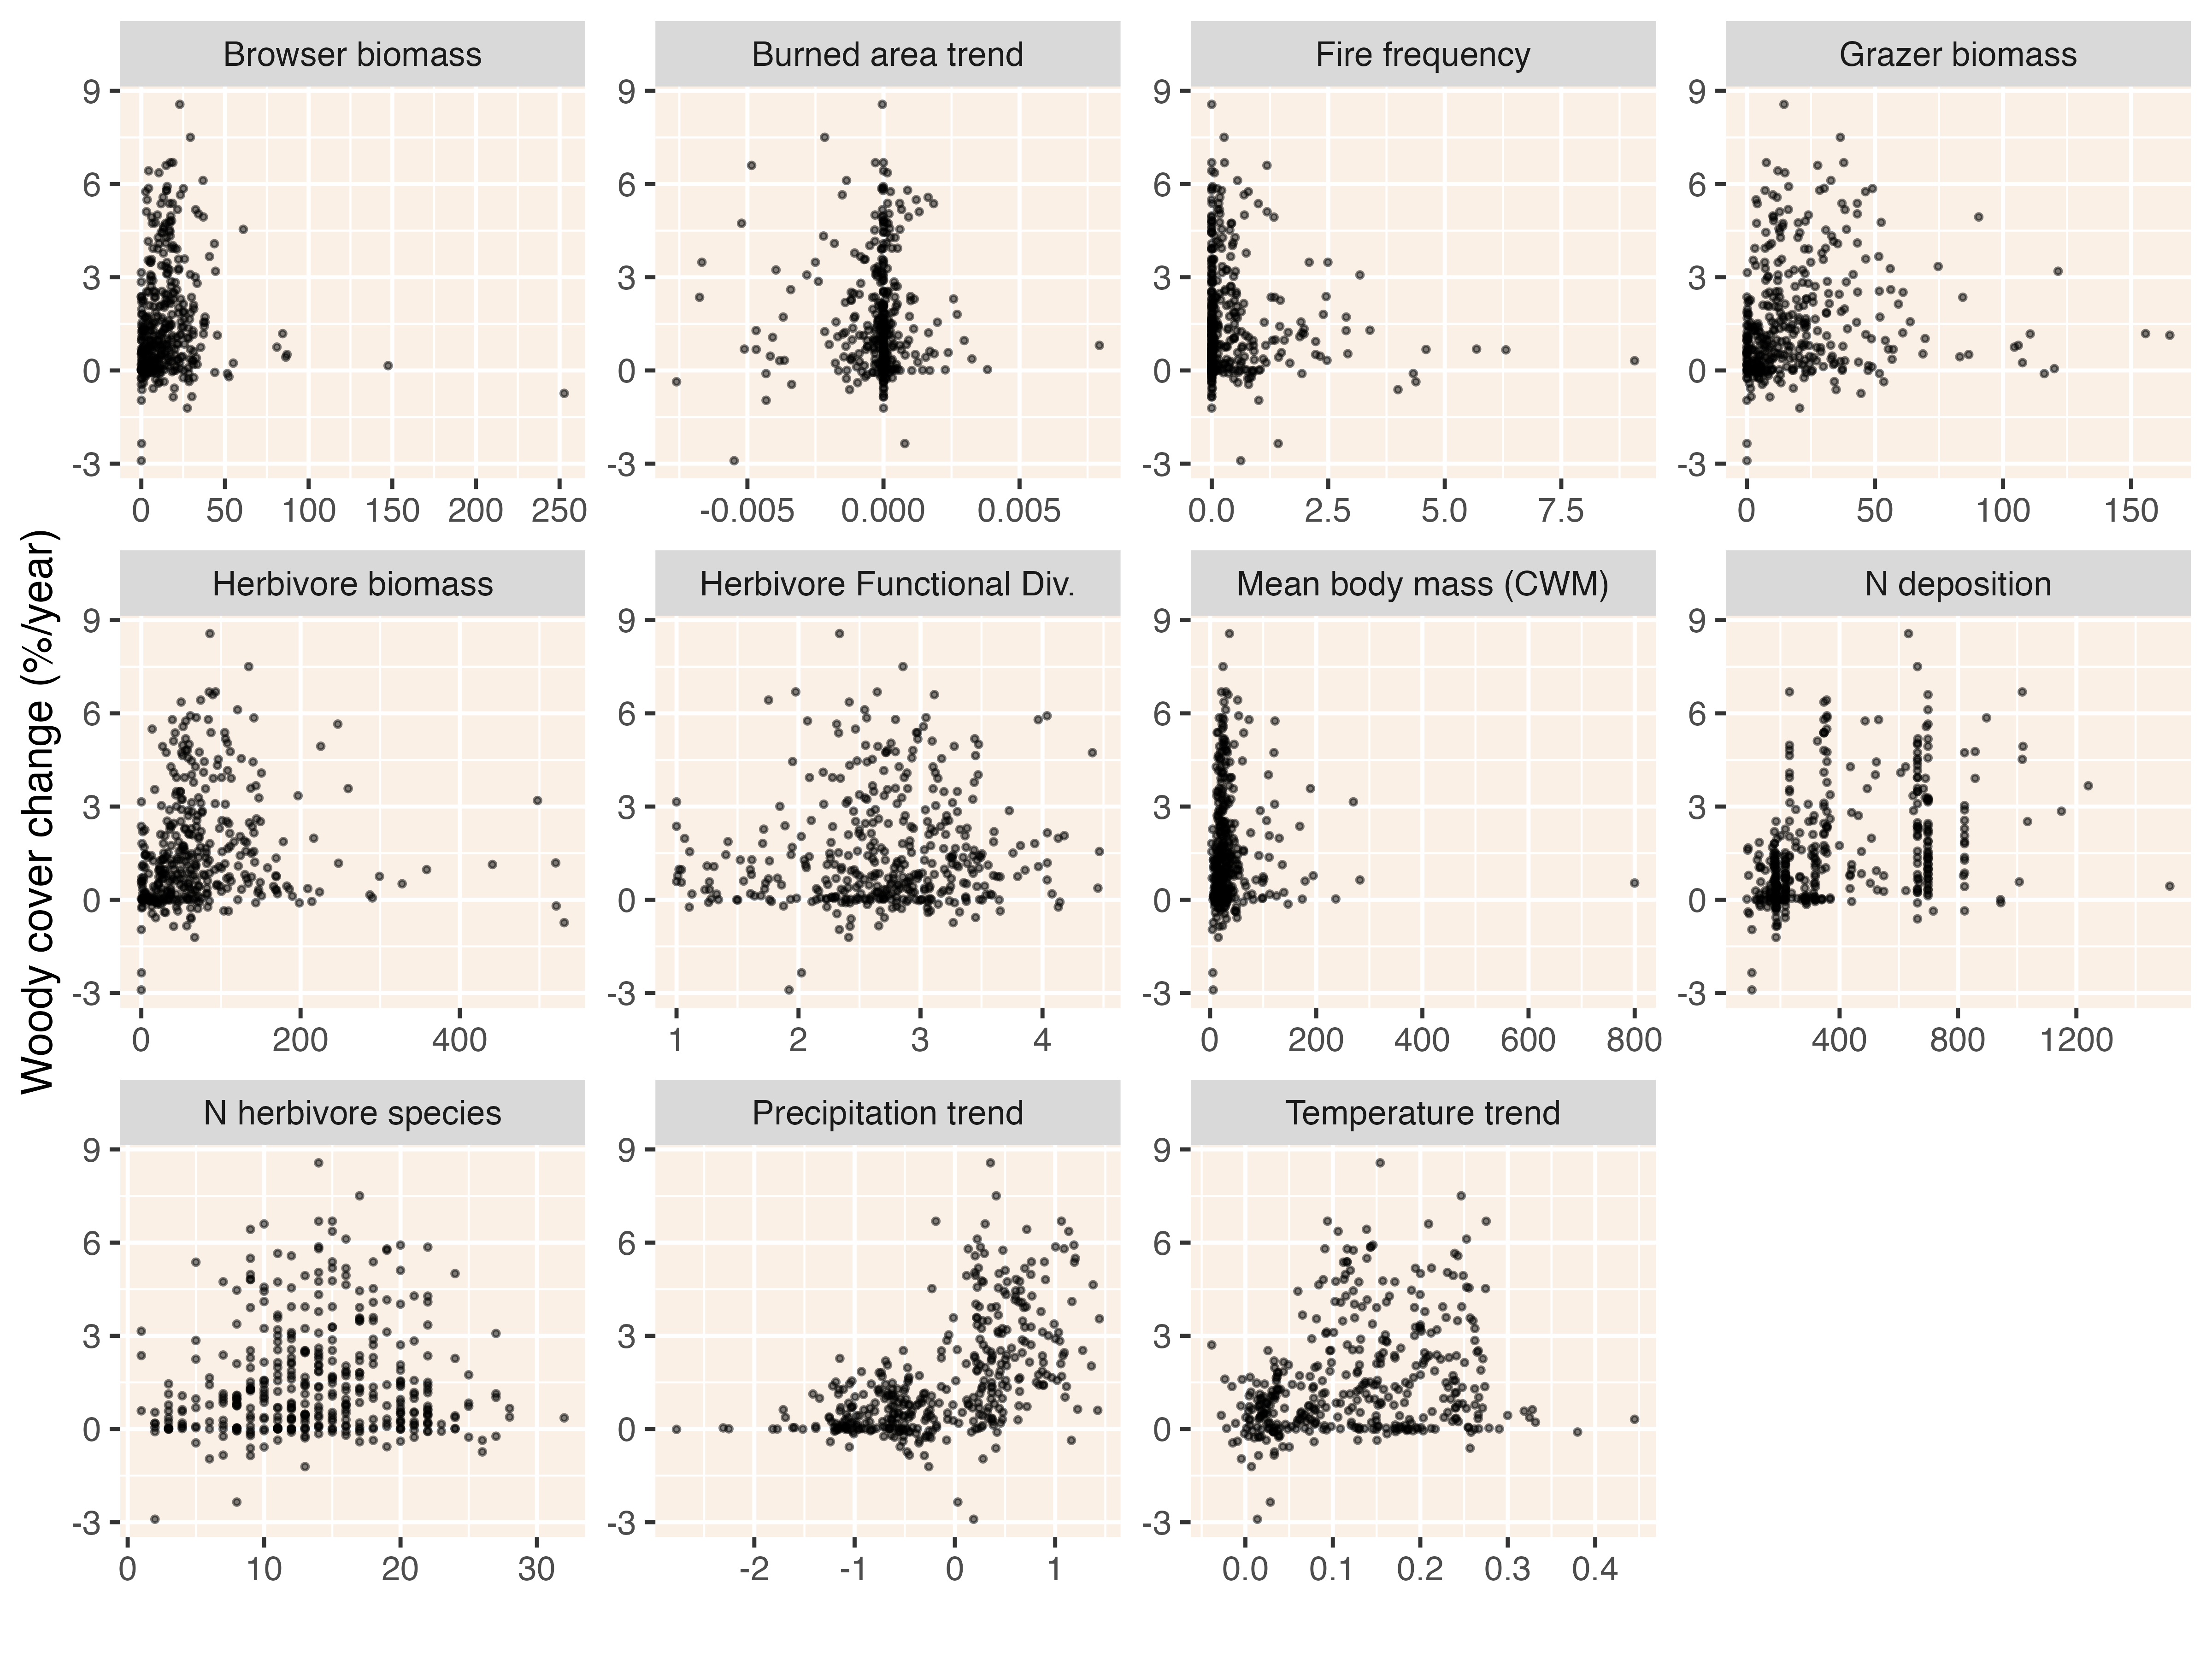 Woody cover change (%/year)
Browser biomass
Burned area trend
Fire frequency
Grazer biomass
9
6
3
0
-3
9
6
3
0
-3
9
6
3
0
-3
9
6
3
0
-3
0 50 100 150 200 250
-0.005 0.000 0.005
0.0 2.5 5.0 7.5
0 50 100 150
Herbivore biomass
Herbivore Functional Div.
Mean body mass (CWM)
N deposition
9
6
3
0
-3
9
6
3
0
-3
9
6
3
0
-3
9
6
3
0
-3
0 200 400
1 2 3 4
0 200 400 600 800
400 800 1200
N herbivore species
Precipitation trend
Temperature trend
9
6
3
0
-3
9
6
3
0
-3
9
6
3
0
-3
0 10 20 30
-2 -1 0 1
0.0 0.1 0.2 0.3 0.4